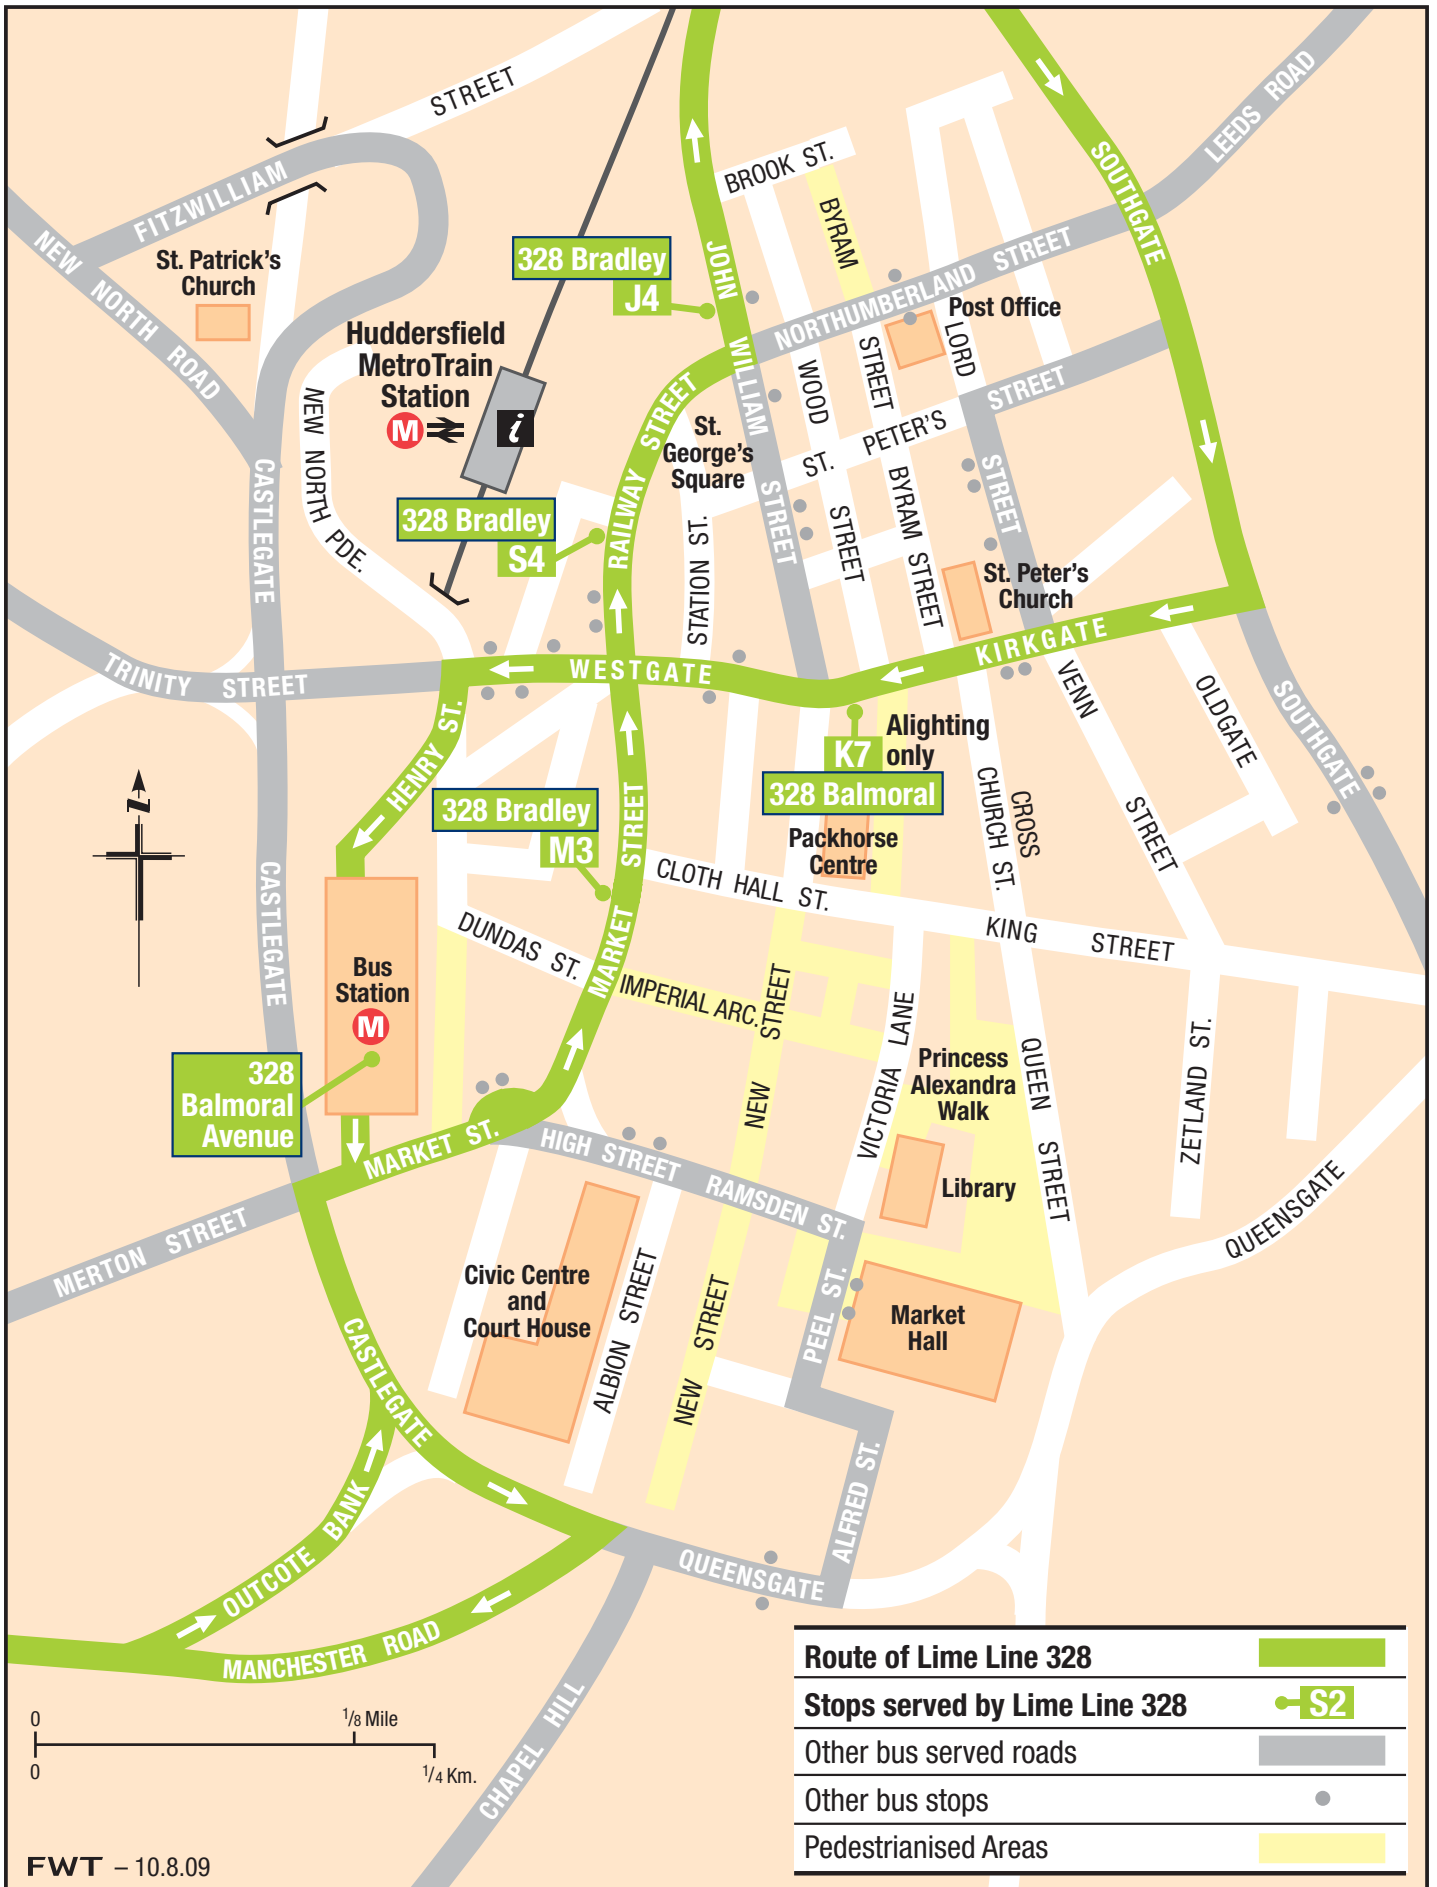 STREET
FITZWILLIAM
NEW NORTH ROAD
St. Patrick's
Church
Huddersfield
MetroTrain
Station
M
i
NEW NORTH PDE.
CASTLEGATE
328 Bradley
J4
328 Bradley
S4
JOHN WILLIAM STREET
BROOK ST.
BYRAM STREET
SOUTHGATE
LEEDS ROAD
NORTHUMBERLAND STREET
Post Office
LORD STREET
WOOD STREET
ST. PETER'S STREET
RAILWAY STREET
St.
George's
Square
STATION ST.
BYRAM STREET
St. Peter's
Church
KIRKGATE
WESTGATE
TRINITY STREET
HENRY ST.
VENN STREET
OLDGATE
SOUTHGATE
Alighting
only
K7
328 Balmoral
Packhorse
Centre
CROSS
CHURCH ST.
328 Bradley
M3
MARKET STREET
CLOTH HALL ST.
KING STREET
n
CASTLEGATE
Bus
Station
M
DUNDAS ST.
MARKET
IMPERIAL ARC.
NEW STREET
VICTORIA LANE
Princess
Alexandra
Walk
QUEEN STREET
ZETLAND ST.
328
Balmoral
Avenue
MARKET ST.
HIGH STREET
RAMSDEN ST.
Library
QUEENSGATE
MERTON STREET
Civic Centre
and
Court House
ALBION STREET
NEW STREET
PEEL ST.
Market
Hall
CASTLEGATE
ALFRED ST.
OUTCOTE BANK
QUEENSGATE
MANCHESTER ROAD
CHAPEL HILL
0 1/8 Mile
0 1/4 Km.
Route of Lime Line 328
Stops served by Lime Line 328 S2
Other bus served roads
Other bus stops
Pedestrianised Areas
FWT – 10.8.09